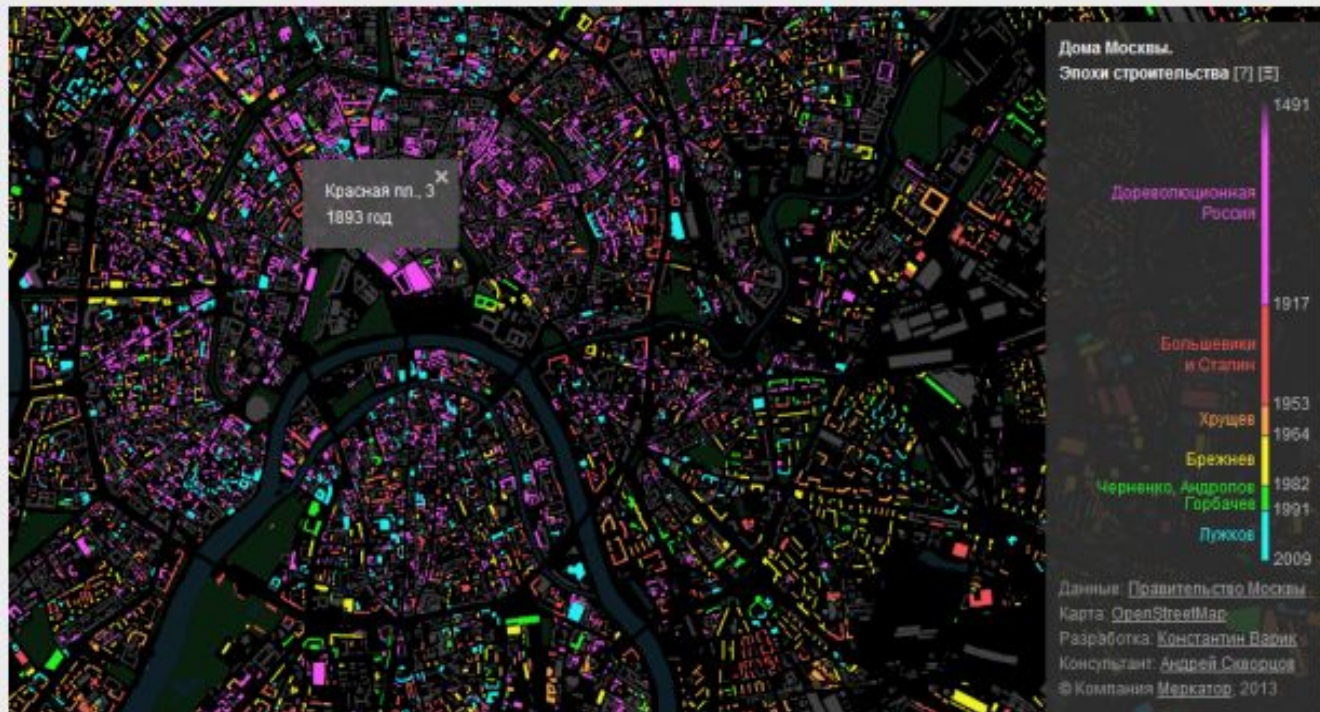 Красная пл., 3
1893 год
Дома Москвы.
Эпохи строительства [?] [Ξ]
1491
Дореволюционная
Россия
1917
Большевики
и Сталин
1953
Хрущев
1964
Брежнев
1982
Черненко, Андропов
Горбачев
1991
Лужков
2009
Данные: Правительство Москвы
Карта: OpenStreetMap
Разработка: Константин Варик
Консультант: Андрей Скворцов
© Компания Меркатор, 2013